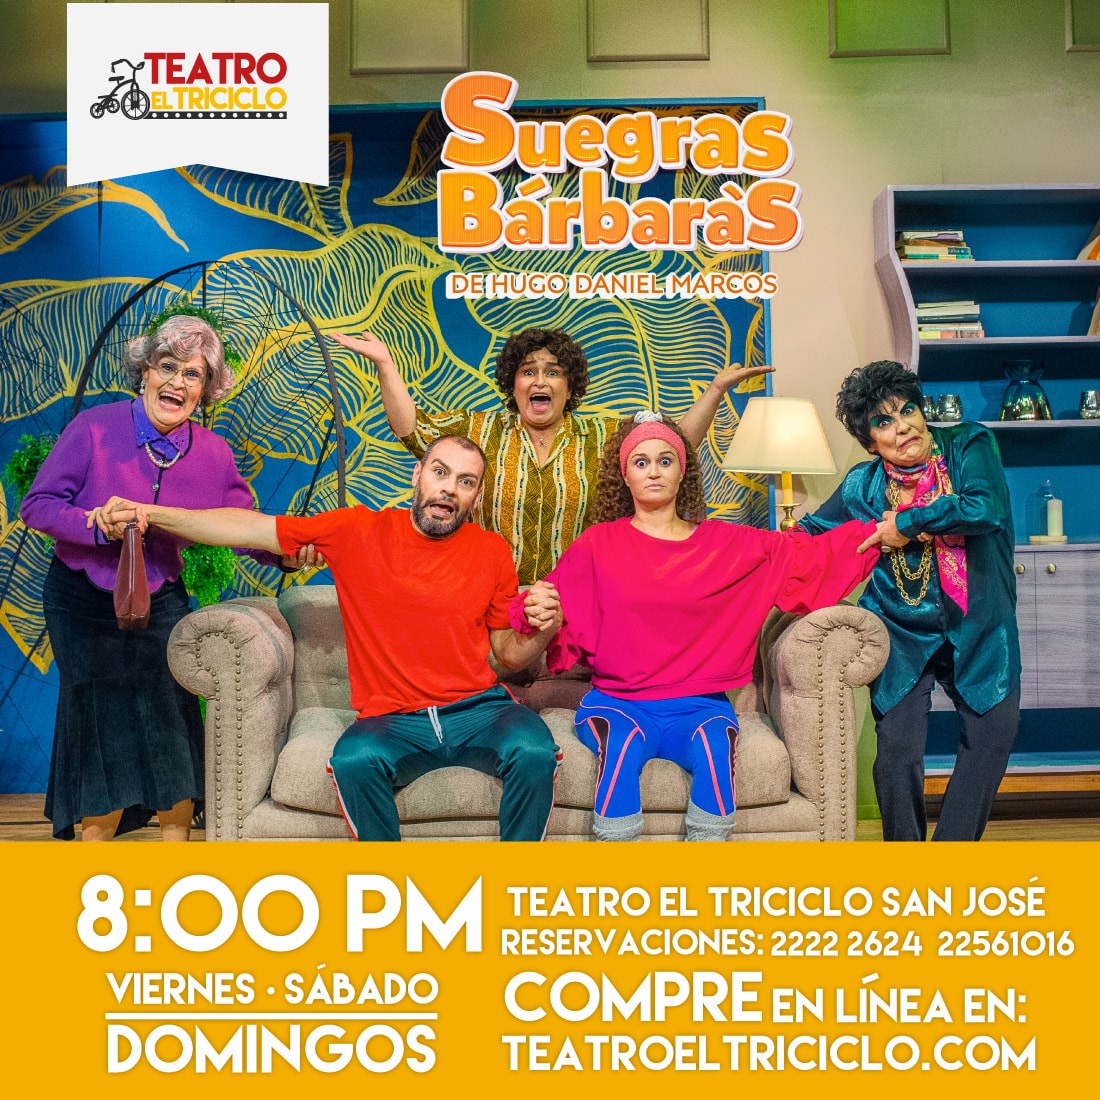 TEATRO
EL TRICICLO
Suegras
Bárbaràs
DE HUGO DANIEL MARCOS
8:00 PM
VIERNES · SÁBADO
DOMINGOS
TEATRO EL TRICICLO SAN JOSÉ
RESERVACIONES: 2222 2624 22561016
COMPRE EN LÍNEA EN:
TEATROELTRICICLO.COM